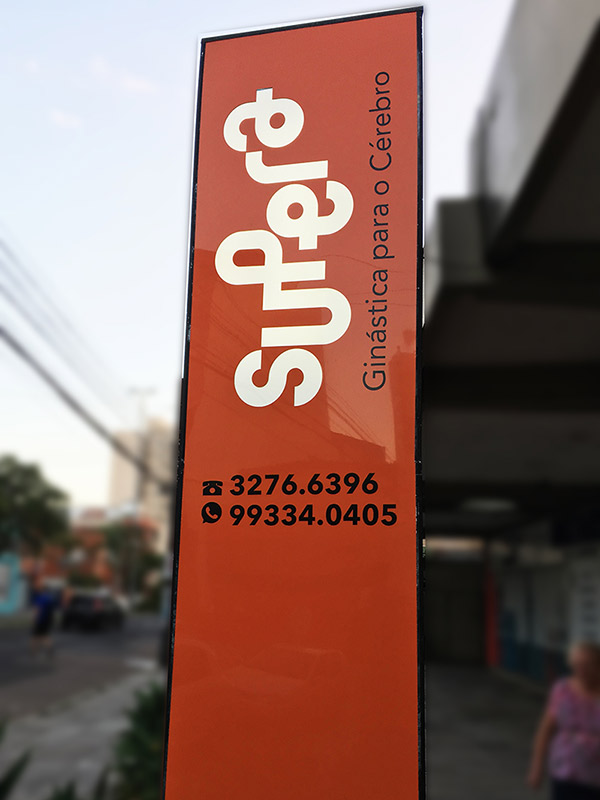 supera
Ginástica para o Cérebro
3276.6396
99334.0405